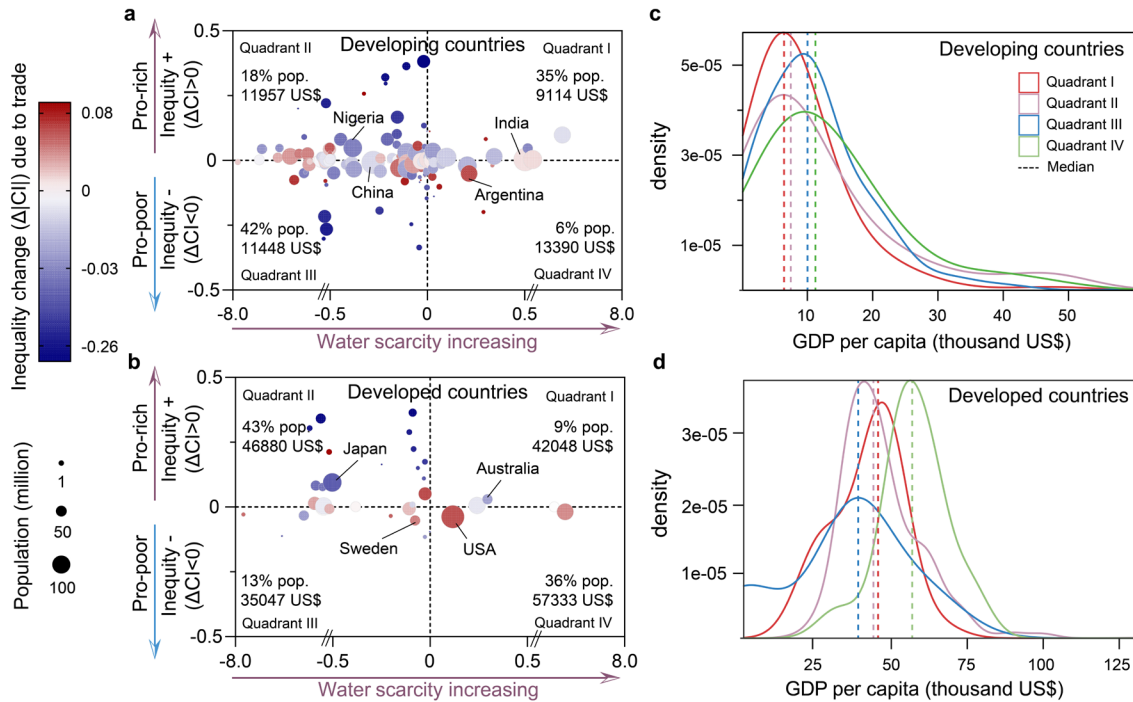 a
Developing countries
Quadrant II
18% pop.
11957 US$
Quadrant I
35% pop.
9114 US$
Nigeria
India
China
Argentina
42% pop.
11448 US$
Quadrant III
6% pop.
13390 US$
Quadrant IV
0.5
0
-0.5
-8.0
-0.5
0
0.5
8.0
Water scarcity increasing
Pro-rich
Inequity +
(ΔCI>0)
Pro-poor
Inequity -
(ΔCI<0)
Inequality change (Δ|CI|) due to trade
0.08
0
-0.03
-0.26
Population (million)
1
50
100
b
Developed countries
Quadrant II
43% pop.
46880 US$
Quadrant I
9% pop.
42048 US$
Japan
Australia
Sweden
USA
13% pop.
35047 US$
Quadrant III
36% pop.
57333 US$
Quadrant IV
0.5
0
-0.5
-8.0
-0.5
0
0.5
8.0
Water scarcity increasing
Pro-rich
Inequity +
(ΔCI>0)
Pro-poor
Inequity -
(ΔCI<0)
c
Developing countries
Quadrant I
Quadrant II
Quadrant III
Quadrant IV
Median
density
5e-05
3e-05
1e-05
10
20
30
40
50
GDP per capita (thousand US$)
d
Developed countries
density
3e-05
2e-05
1e-05
25
50
75
100
125
GDP per capita (thousand US$)